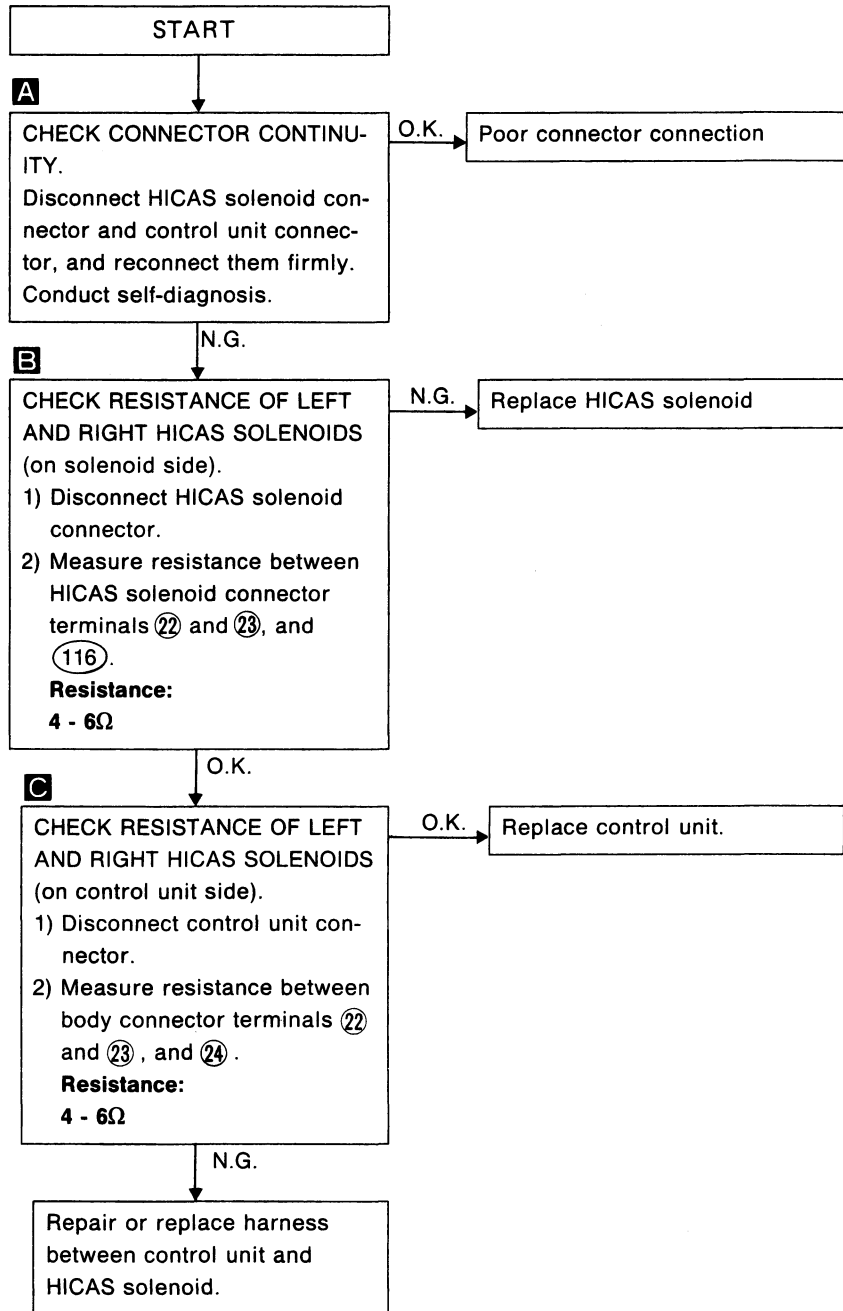 START
A
CHECK CONNECTOR CONTINU-
ITY.
Disconnect HICAS solenoid con-
nector and control unit connec-
tor, and reconnect them firmly.
Conduct self-diagnosis.
O.K.
Poor connector connection
N.G.
B
CHECK RESISTANCE OF LEFT
AND RIGHT HICAS SOLENOIDS
(on solenoid side).
1) Disconnect HICAS solenoid
connector.
2) Measure resistance between
HICAS solenoid connector
terminals ㉒ and ㉓, and
(116).
Resistance:
4 - 6Ω
N.G.
Replace HICAS solenoid
O.K.
C
CHECK RESISTANCE OF LEFT
AND RIGHT HICAS SOLENOIDS
(on control unit side).
1) Disconnect control unit con-
nector.
2) Measure resistance between
body connector terminals ㉒
and ㉓ , and ㉔ .
Resistance:
4 - 6Ω
O.K.
Replace control unit.
N.G.
Repair or replace harness
between control unit and
HICAS solenoid.